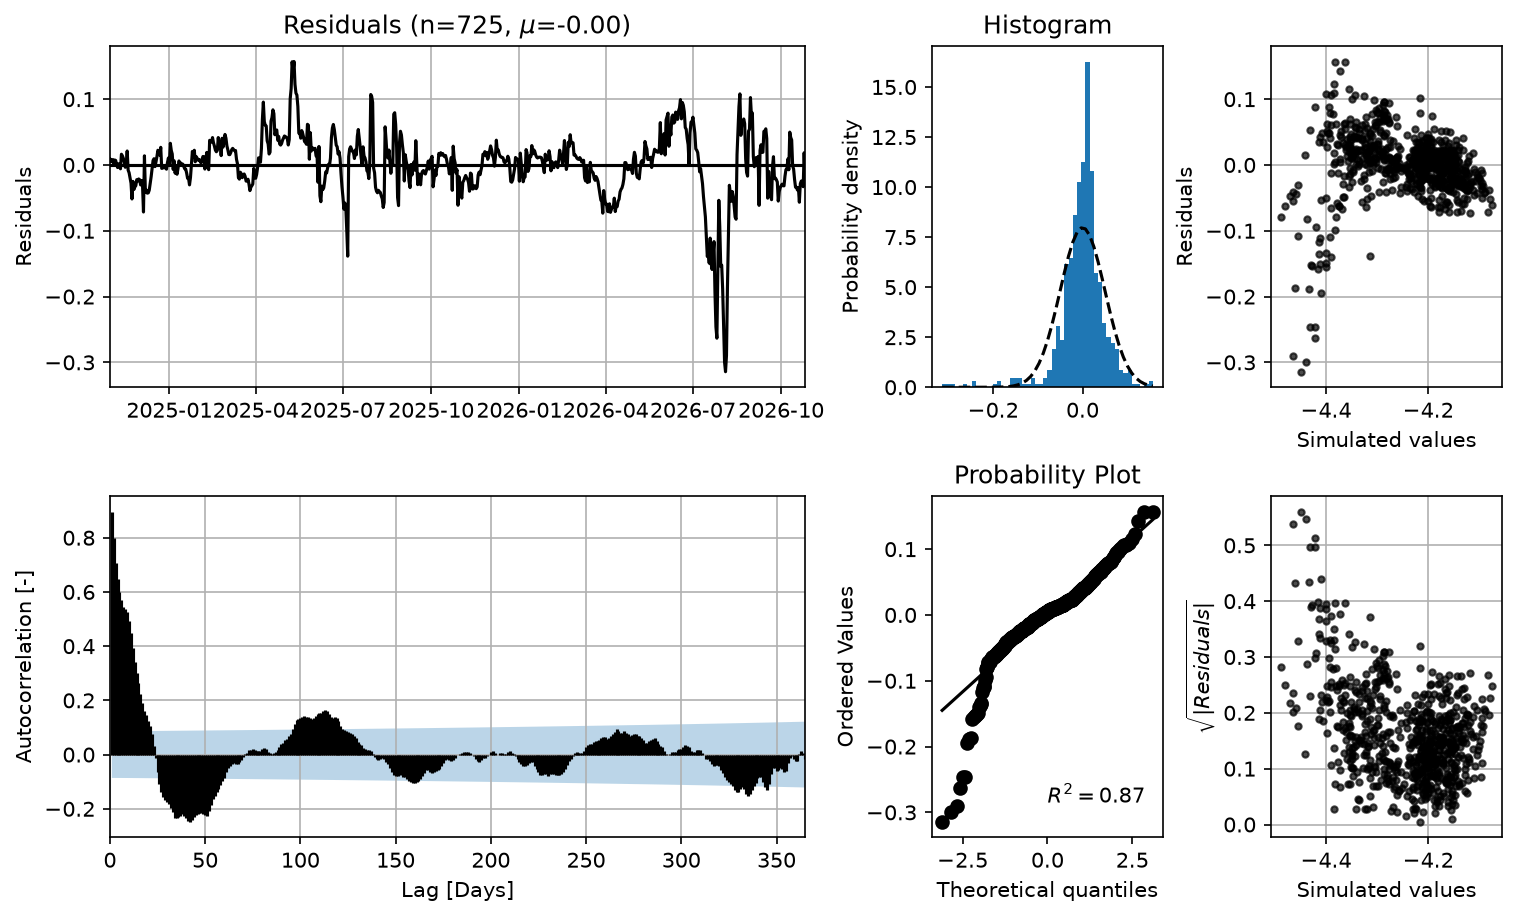 Residuals (n=725, μ=-0.00)
Residuals
0.1
0.0
−0.1
−0.2
−0.3
2025-01 2025-04 2025-07 2025-10 2026-01 2026-04 2026-07 2026-10
Histogram
Probability density
15.0
12.5
10.0
7.5
5.0
2.5
0.0
−0.2 0.0
Residuals
0.1
0.0
−0.1
−0.2
−0.3
−4.4 −4.2
Simulated values
Autocorrelation [-]
0.8
0.6
0.4
0.2
0.0
−0.2
0 50 100 150 200 250 300 350
Lag [Days]
Probability Plot
Ordered Values
0.1
0.0
−0.1
−0.2
−0.3
R² = 0.87
−2.5 0.0 2.5
Theoretical quantiles
√|Residuals|
0.5
0.4
0.3
0.2
0.1
0.0
−4.4 −4.2
Simulated values